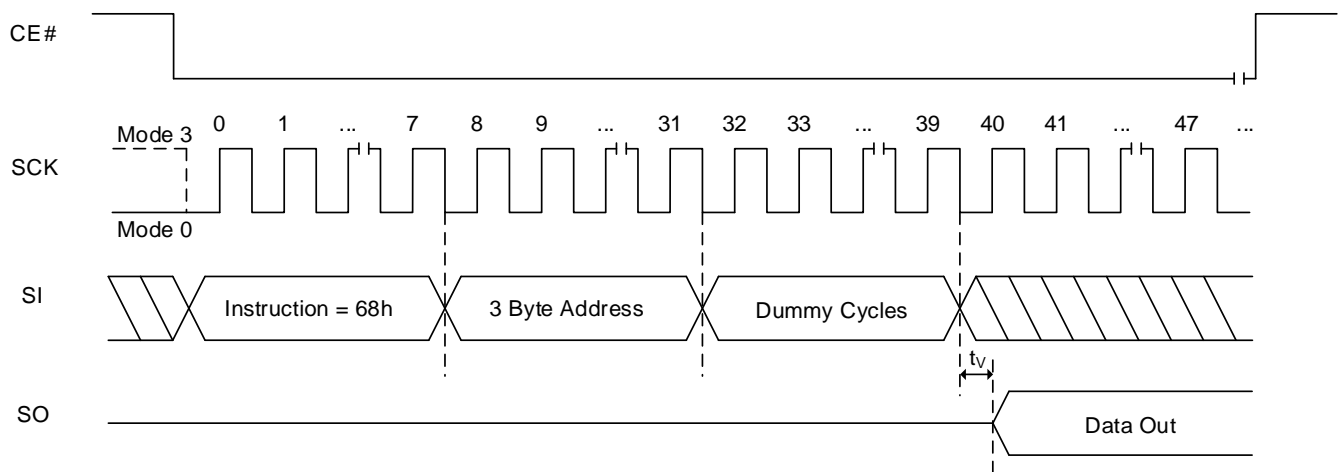 CE#
Mode 3
0 1 ... 7 8 9 ... 31 32 33 ... 39 40 41 ... 47 ...
SCK
Mode 0
SI
Instruction = 68h
3 Byte Address
Dummy Cycles
tV
SO
Data Out